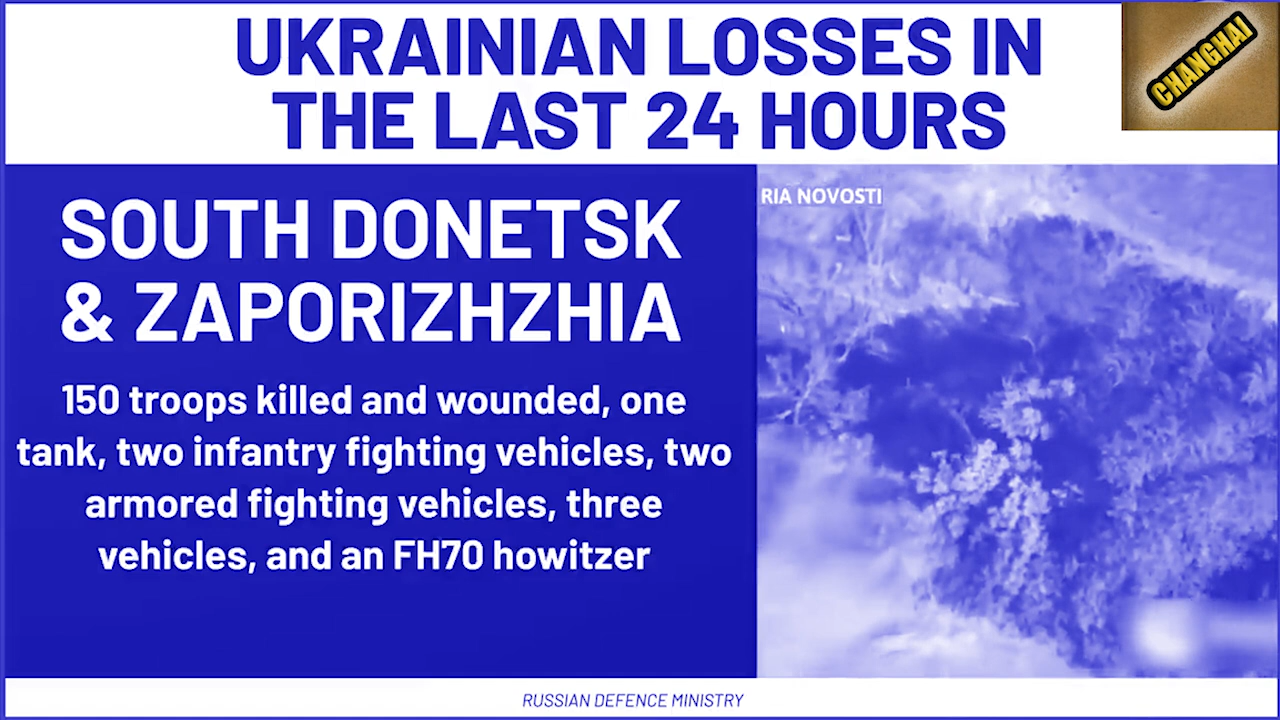 UKRAINIAN LOSSES IN
THE LAST 24 HOURS
CHANGHAI
SOUTH DONETSK
& ZAPORIZHZHIA
150 troops killed and wounded, one
tank, two infantry fighting vehicles, two
armored fighting vehicles, three
vehicles, and an FH70 howitzer
RIA NOVOSTI
RUSSIAN DEFENCE MINISTRY